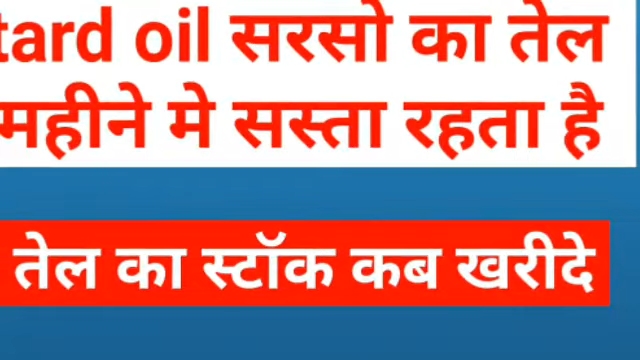 tard oil सरसो का तेल
महीने मे सस्ता रहता है
तेल का स्टॉक कब खरीदे